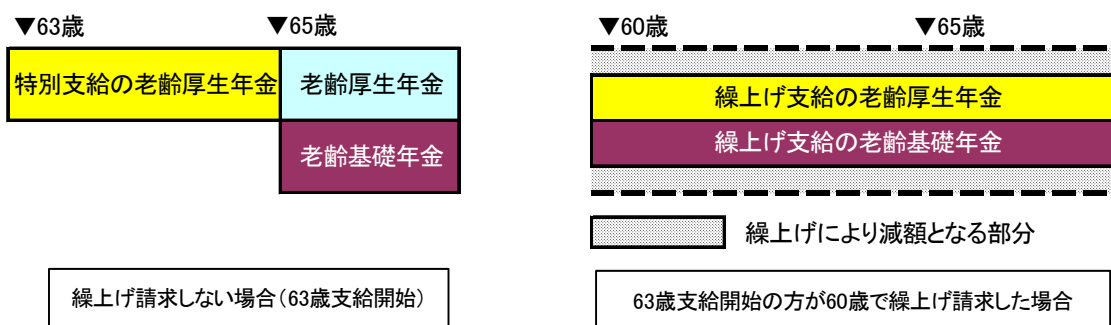 ▼63歳
▼65歳
特別支給の老齢厚生年金
老齢厚生年金
老齢基礎年金
繰上げ請求しない場合(63歳支給開始)
▼60歳
▼65歳
繰上げ支給の老齢厚生年金
繰上げ支給の老齢基礎年金
繰上げにより減額となる部分
63歳支給開始の方が60歳で繰上げ請求した場合